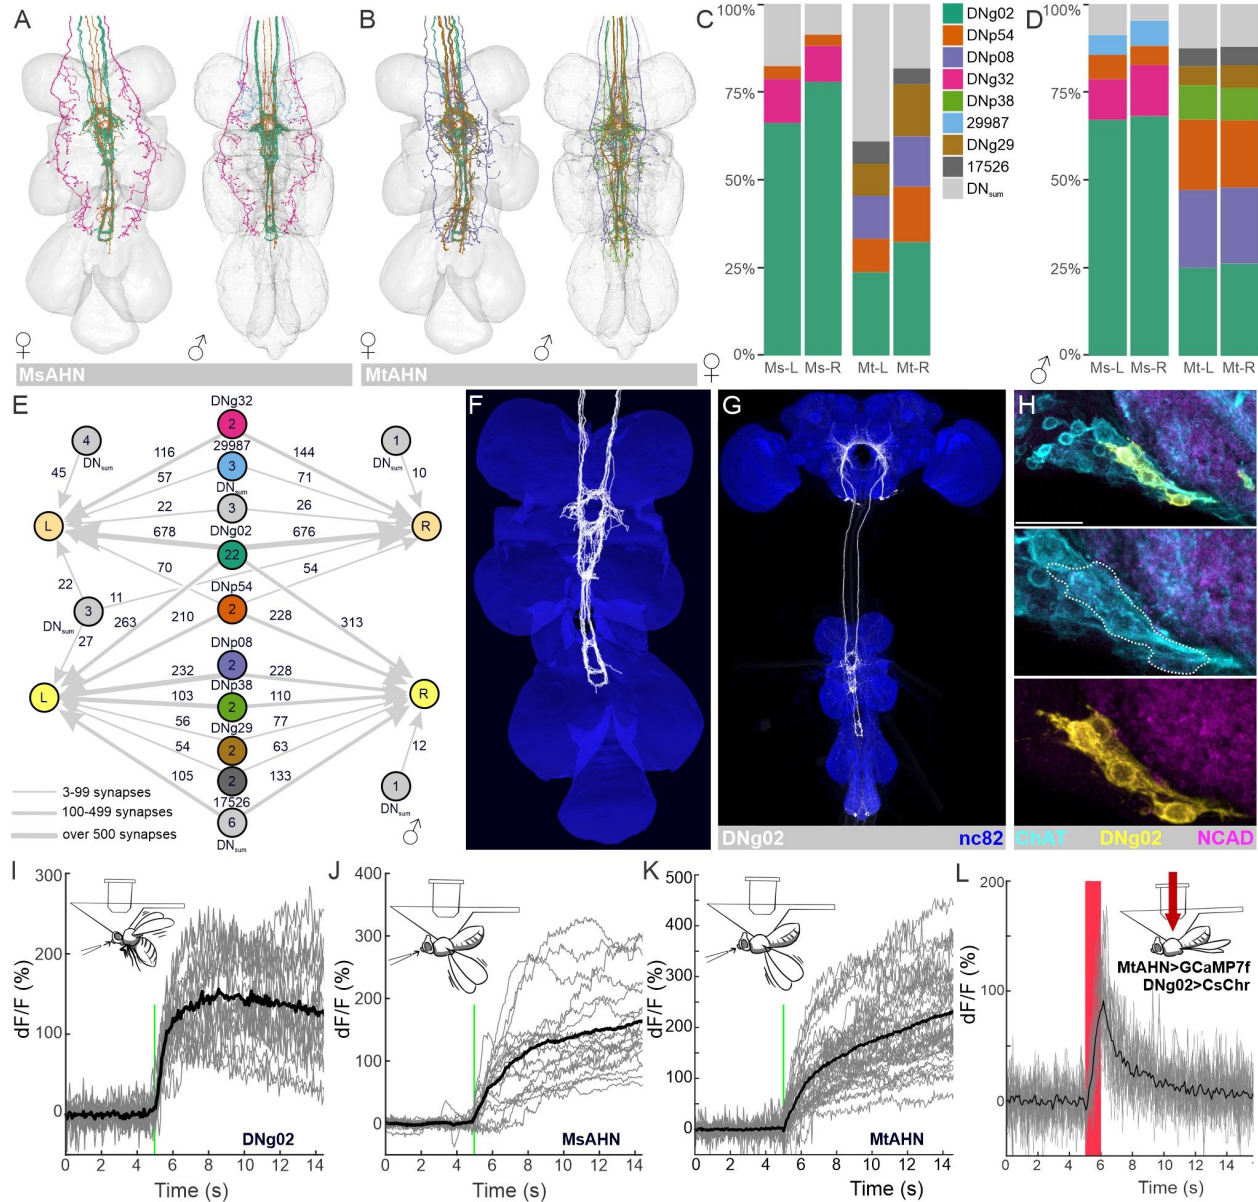 A
B
C
D
♀
♂
MsAHN
♀
♂
MtAHN
100%
75%
50%
25%
0%
♀
Ms-L Ms-R Mt-L Mt-R
DNg02
DNp54
DNp08
DNg32
DNp38
29987
DNg29
17526
DNsum
100%
75%
50%
25%
0%
♂
Ms-L Ms-R Mt-L Mt-R
E
DNg32
2
29987
3
DNsum
3
DNg02
22
DNp54
2
DNp08
2
DNp38
2
DNg29
2
2
17526
6
DNsum
4
DNsum
45
1
DNsum
10
116
144
57
71
22
26
678
676
70
54
L
R
22
11
3
DNsum
263
27
210
228
313
232
228
103
110
56
77
54
63
105
133
L
R
12
1
DNsum
♂
3-99 synapses
100-499 synapses
over 500 synapses
F
G
DNg02 nc82
H
ChAT DNg02 NCAD
I
300
200
100
0
dF/F (%)
0 2 4 6 8 10 12 14
Time (s)
DNg02
J
400
300
200
100
0
dF/F (%)
0 2 4 6 8 10 12 14
Time (s)
MsAHN
K
500
400
300
200
100
0
dF/F (%)
0 2 4 6 8 10 12 14
Time (s)
MtAHN
L
200
100
0
dF/F (%)
0 2 4 6 8 10 12 14
Time (s)
MtAHN>GCaMP7f
DNg02>CsChr